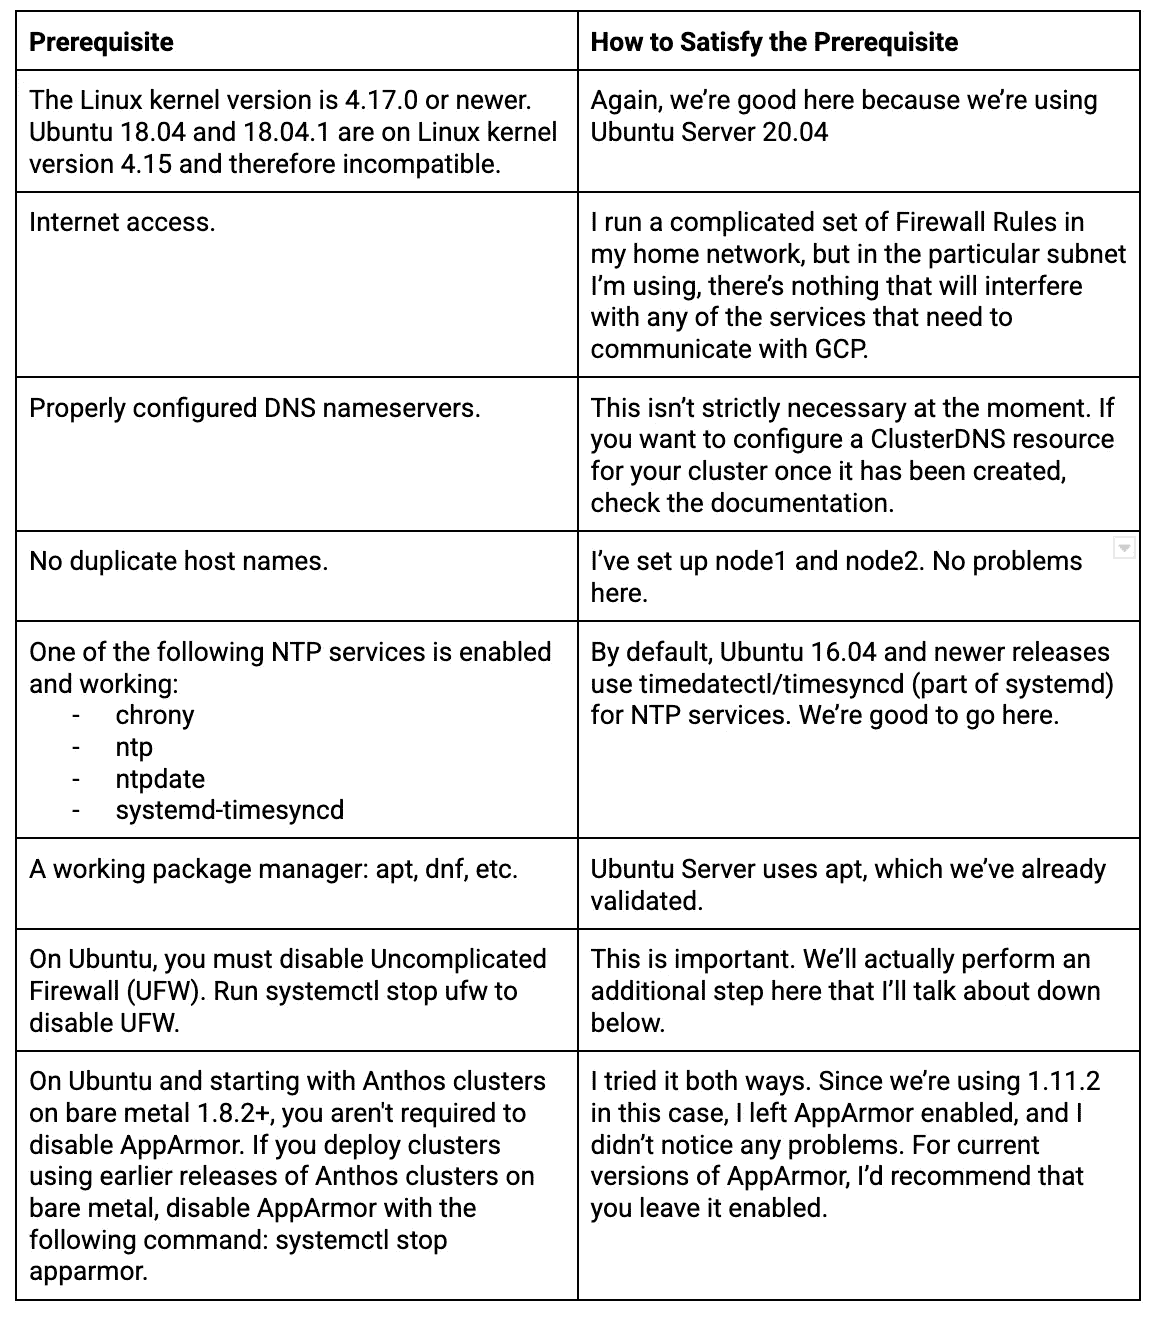 Prerequisite
How to Satisfy the Prerequisite
The Linux kernel version is 4.17.0 or newer.
Ubuntu 18.04 and 18.04.1 are on Linux kernel
version 4.15 and therefore incompatible.
Again, we’re good here because we’re using
Ubuntu Server 20.04
Internet access.
I run a complicated set of Firewall Rules in
my home network, but in the particular subnet
I’m using, there’s nothing that will interfere
with any of the services that need to
communicate with GCP.
Properly configured DNS nameservers.
This isn’t strictly necessary at the moment. If
you want to configure a ClusterDNS resource
for your cluster once it has been created,
check the documentation.
No duplicate host names.
I’ve set up node1 and node2. No problems
here.
One of the following NTP services is enabled
and working:
- chrony
- ntp
- ntpdate
- systemd-timesyncd
By default, Ubuntu 16.04 and newer releases
use timedatectl/timesyncd (part of systemd)
for NTP services. We’re good to go here.
A working package manager: apt, dnf, etc.
Ubuntu Server uses apt, which we’ve already
validated.
On Ubuntu, you must disable Uncomplicated
Firewall (UFW). Run systemctl stop ufw to
disable UFW.
This is important. We’ll actually perform an
additional step here that I’ll talk about down
below.
On Ubuntu and starting with Anthos clusters
on bare metal 1.8.2+, you aren't required to
disable AppArmor. If you deploy clusters
using earlier releases of Anthos clusters on
bare metal, disable AppArmor with the
following command: systemctl stop
apparmor.
I tried it both ways. Since we’re using 1.11.2
in this case, I left AppArmor enabled, and I
didn’t notice any problems. For current
versions of AppArmor, I’d recommend that
you leave it enabled.